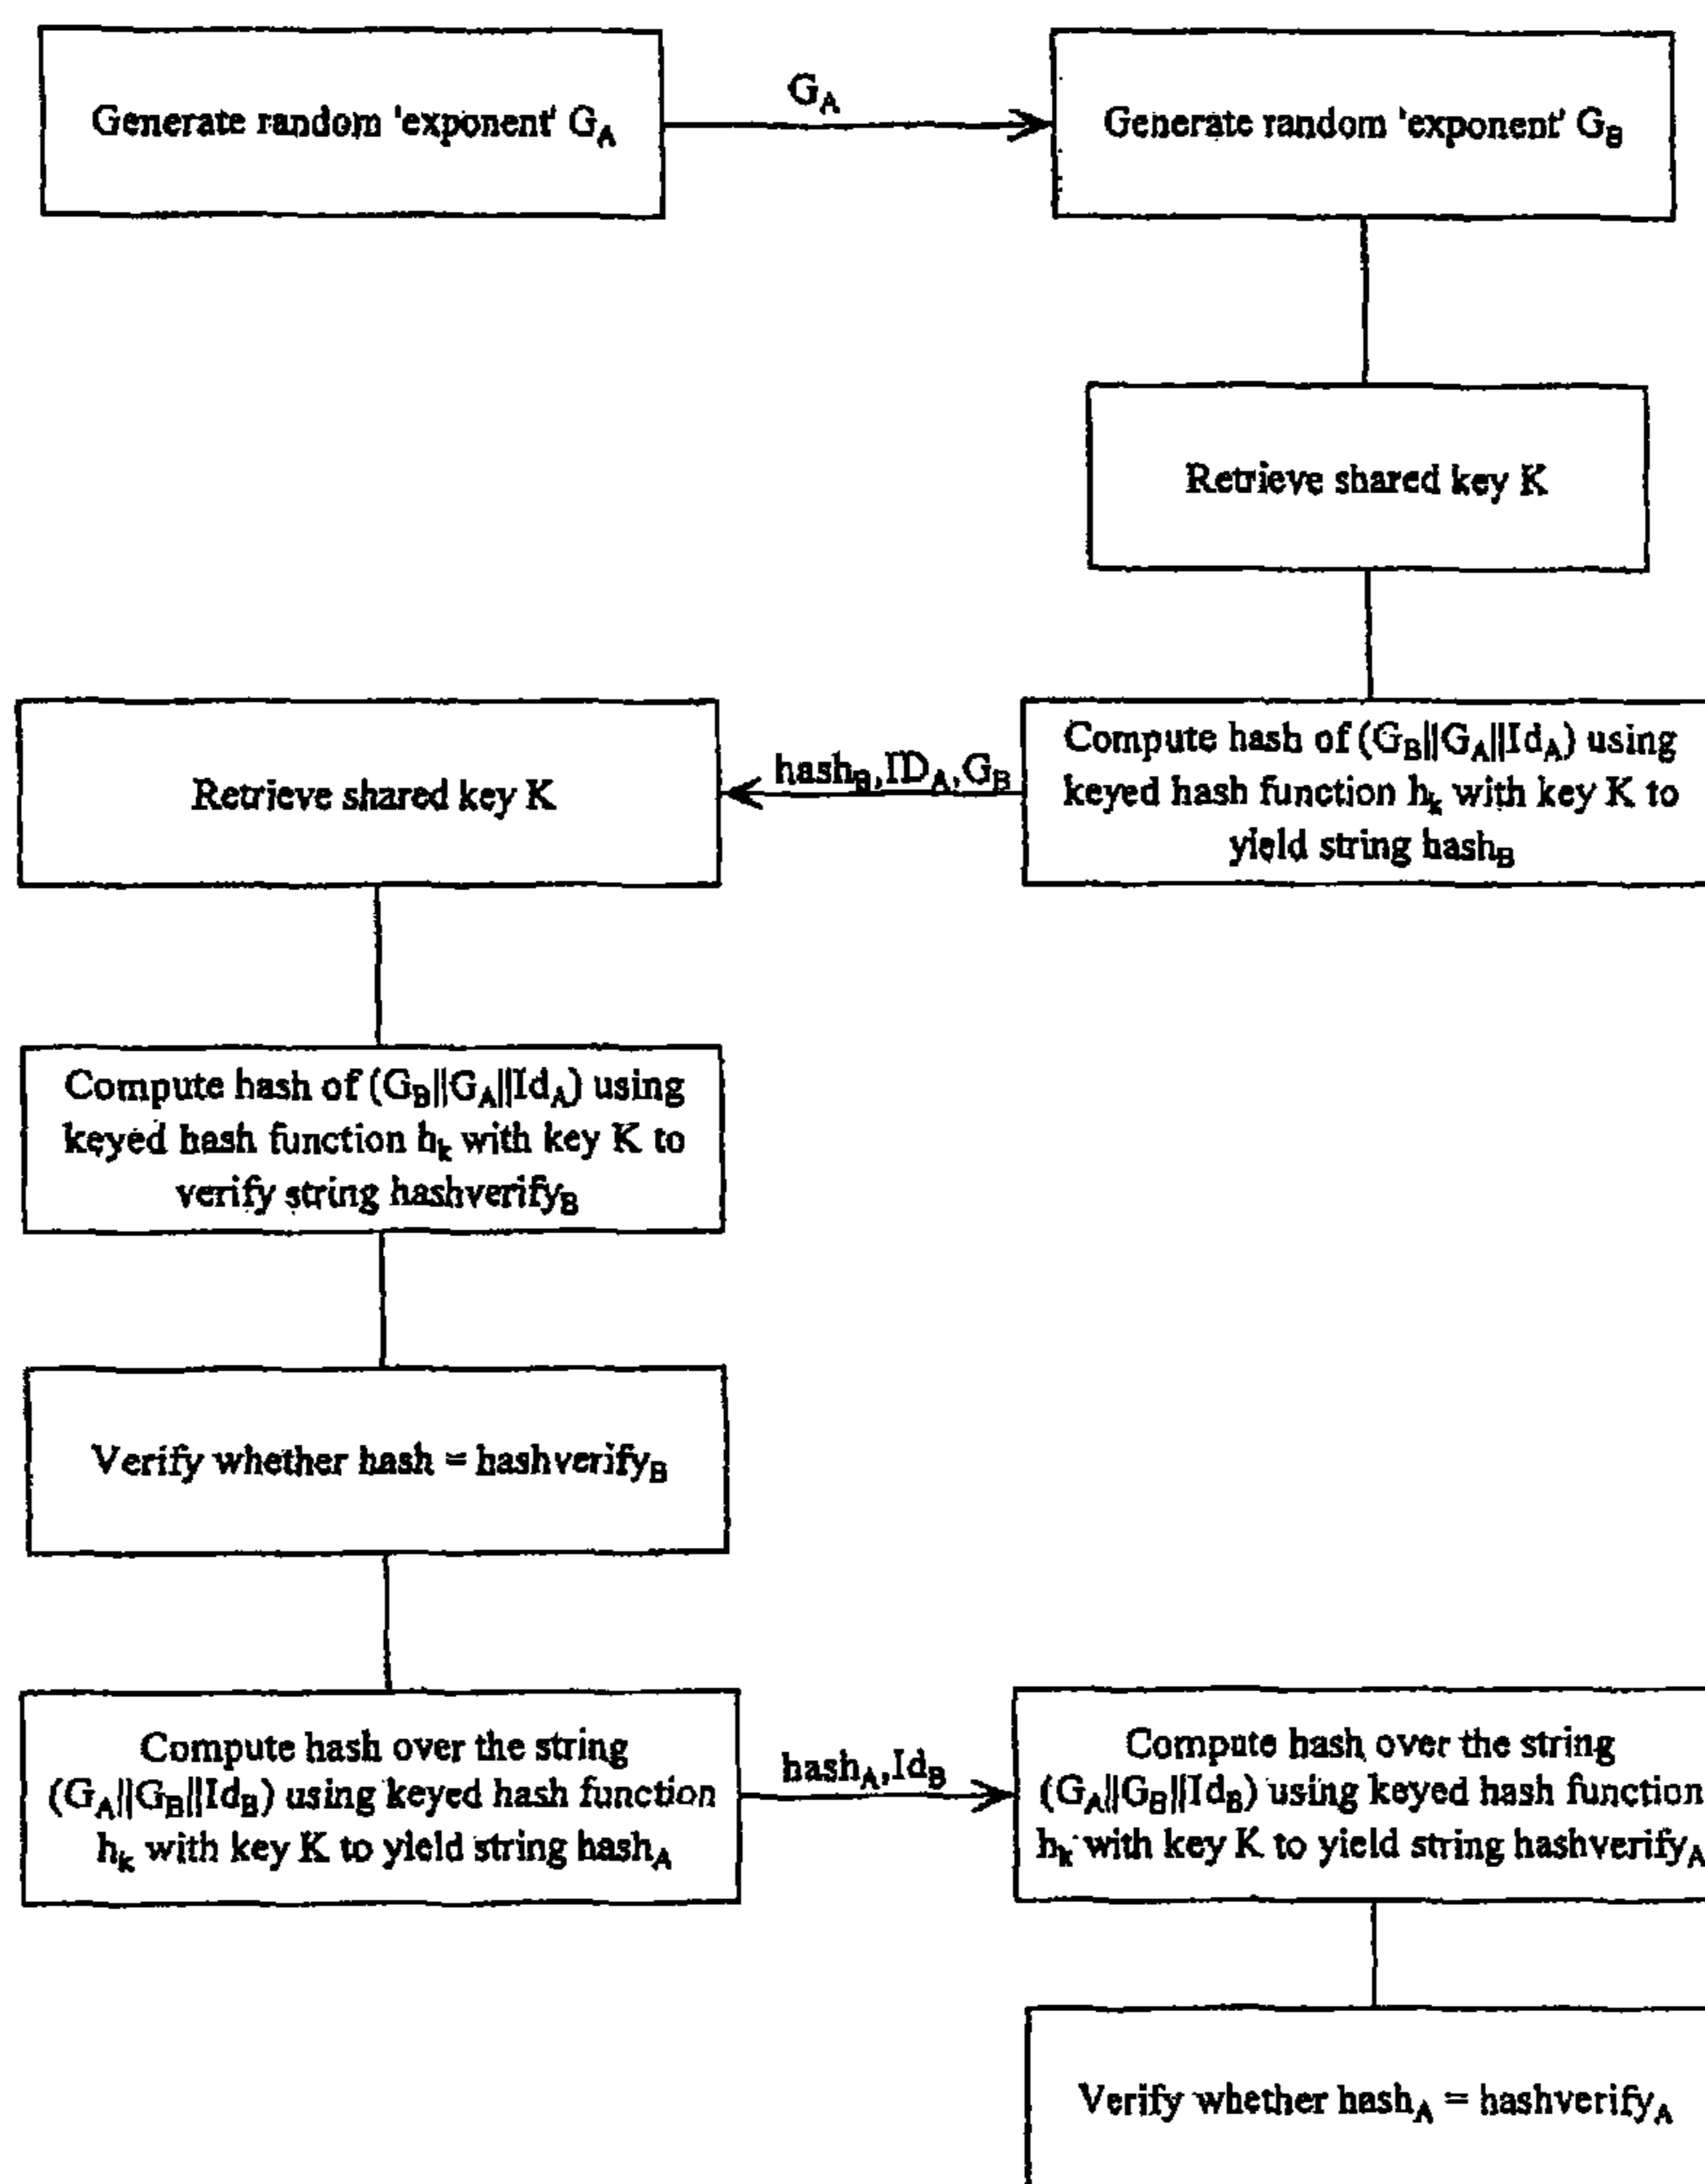 Generate random 'exponent' G_A
G_A
Generate random 'exponent' G_B
Retrieve shared key K
Compute hash of (G_B||G_A||Id_A) using
keyed hash function h_k with key K to
yield string hash_B
hash_B,ID_A,G_B
Retrieve shared key K
Compute hash of (G_B||G_A||Id_A) using
keyed hash function h_k with key K to
verify string hashverify_B
Verify whether hash = hashverify_B
Compute hash over the string
(G_A||G_B||Id_B) using keyed hash function
h_k with key K to yield string hash_A
hash_A,Id_B
Compute hash over the string
(G_A||G_B||Id_B) using keyed hash function
h_k with key K to yield string hashverify_A
Verify whether hash_A = hashverify_A